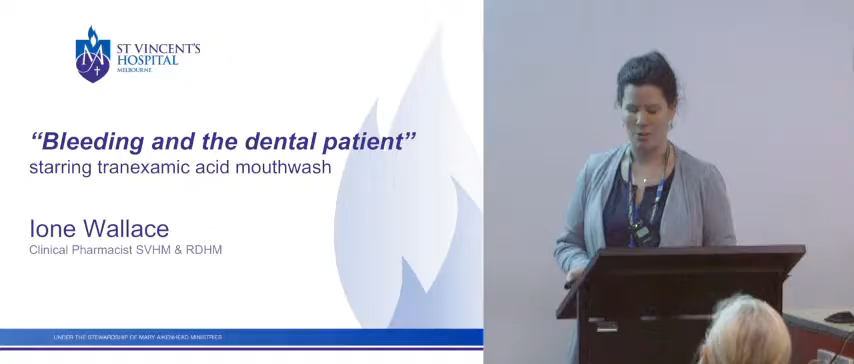 ST VINCENT'S
HOSPITAL
MELBOURNE
“Bleeding and the dental patient”
starring tranexamic acid mouthwash
Ione Wallace
Clinical Pharmacist SVHM & RDHM
UNDER THE STEWARDSHIP OF MARY AIKENHEAD MINISTRIES